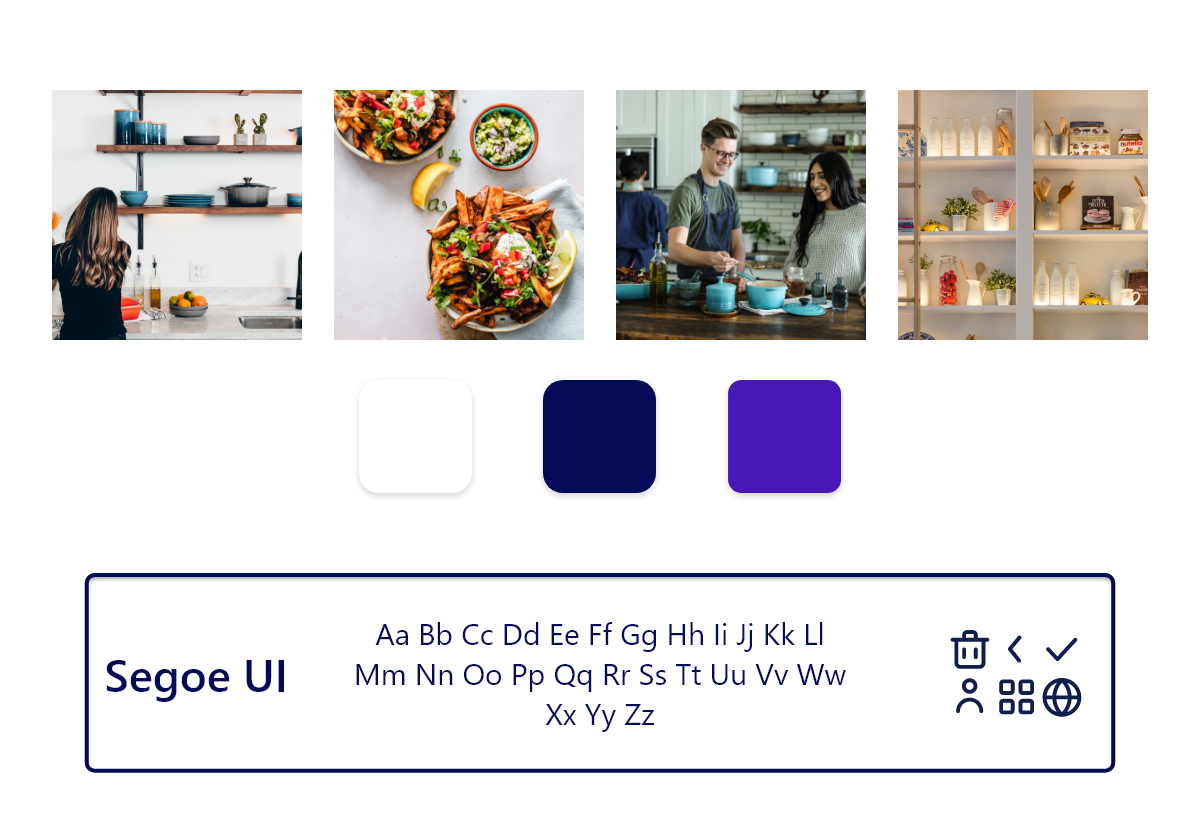 nutella
Segoe UI
Aa Bb Cc Dd Ee Ff Gg Hh Ii Jj Kk Ll
Mm Nn Oo Pp Qq Rr Ss Tt Uu Vv Ww
Xx Yy Zz